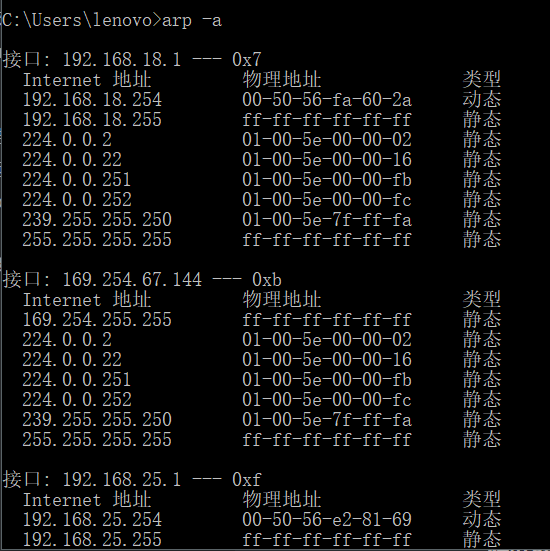 C:\Users\lenovo>arp -a
接口: 192.168.18.1 --- 0x7
Internet 地址 物理地址 类型
192.168.18.254 00-50-56-fa-60-2a 动态
192.168.18.255 ff-ff-ff-ff-ff-ff 静态
224.0.0.2 01-00-5e-00-00-02 静态
224.0.0.22 01-00-5e-00-00-16 静态
224.0.0.251 01-00-5e-00-00-fb 静态
224.0.0.252 01-00-5e-00-00-fc 静态
239.255.255.250 01-00-5e-7f-ff-fa 静态
255.255.255.255 ff-ff-ff-ff-ff-ff 静态
接口: 169.254.67.144 --- 0xb
Internet 地址 物理地址 类型
169.254.255.255 ff-ff-ff-ff-ff-ff 静态
224.0.0.2 01-00-5e-00-00-02 静态
224.0.0.22 01-00-5e-00-00-16 静态
224.0.0.251 01-00-5e-00-00-fb 静态
224.0.0.252 01-00-5e-00-00-fc 静态
239.255.255.250 01-00-5e-7f-ff-fa 静态
255.255.255.255 ff-ff-ff-ff-ff-ff 静态
接口: 192.168.25.1 --- 0xf
Internet 地址 物理地址 类型
192.168.25.254 00-50-56-e2-81-69 动态
192.168.25.255 ff-ff-ff-ff-ff-ff 静态